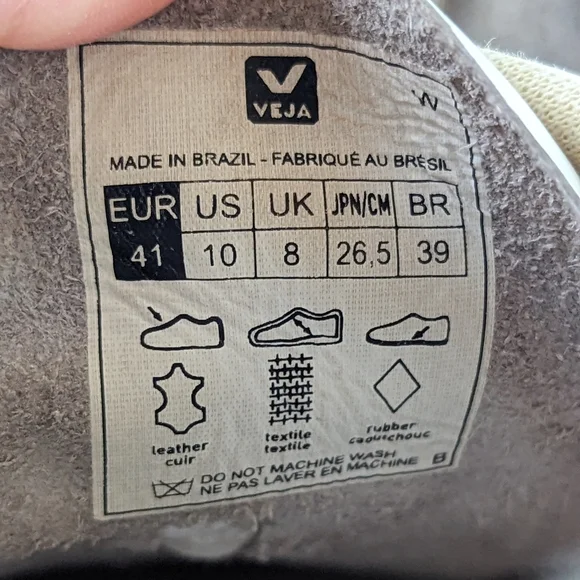 VEJA
W
MADE IN BRAZIL - FABRIQUÉ AU BRÉSIL
EUR US UK JPN/CM BR
41 10 8 26,5 39
leather textile rubber
cuir textile caoutchouc
DO NOT MACHINE WASH
NE PAS LAVER EN MACHINE B